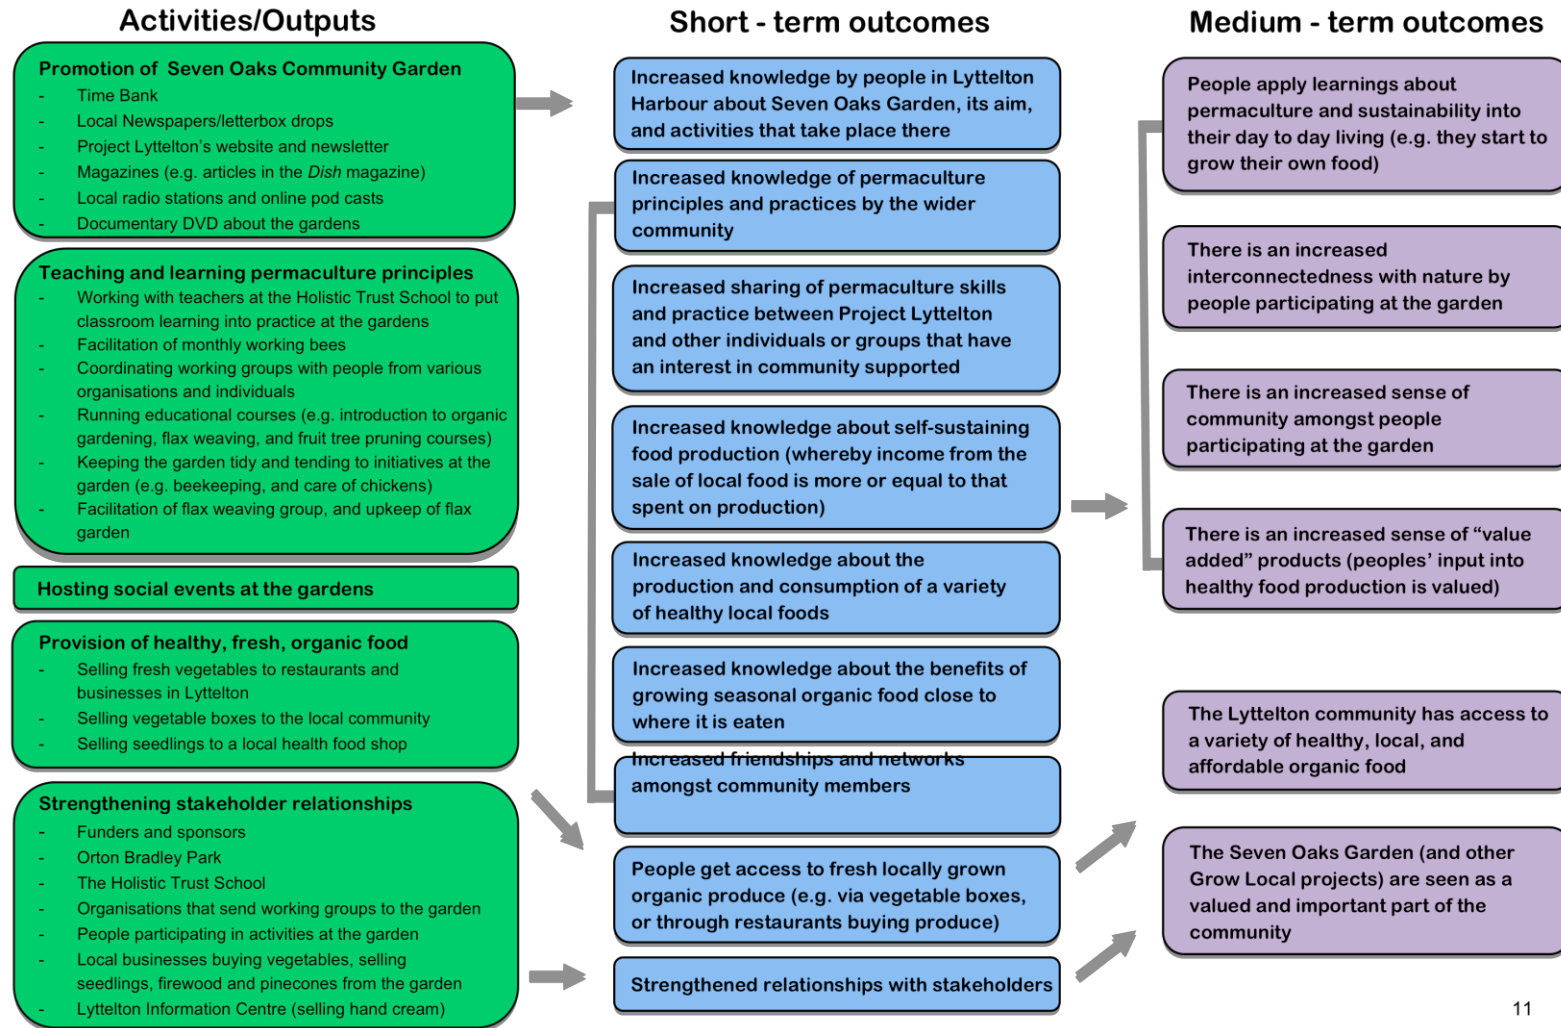 Activities/Outputs
Promotion of Seven Oaks Community Garden
- Time Bank
- Local Newspapers/letterbox drops
- Project Lyttelton's website and newsletter
- Magazines (e.g. articles in the Dish magazine)
- Local radio stations and online pod casts
- Documentary DVD about the gardens
Teaching and learning permaculture principles
- Working with teachers at the Holistic Trust School to put
classroom learning into practice at the gardens
- Facilitation of monthly working bees
- Coordinating working groups with people from various
organisations and individuals
- Running educational courses (e.g. introduction to organic
gardening, flax weaving, and fruit tree pruning courses)
- Keeping the garden tidy and tending to initiatives at the
garden (e.g. beekeeping, and care of chickens)
- Facilitation of flax weaving group, and upkeep of flax
garden
Hosting social events at the gardens
Provision of healthy, fresh, organic food
- Selling fresh vegetables to restaurants and
businesses in Lyttelton
- Selling vegetable boxes to the local community
- Selling seedlings to a local health food shop
Strengthening stakeholder relationships
- Funders and sponsors
- Orton Bradley Park
- The Holistic Trust School
- Organisations that send working groups to the garden
- People participating in activities at the garden
- Local businesses buying vegetables, selling
seedlings, firewood and pinecones from the garden
- Lyttelton Information Centre (selling hand cream)
Short - term outcomes
Increased knowledge by people in Lyttelton
Harbour about Seven Oaks Garden, its aim,
and activities that take place there
Increased knowledge of permaculture
principles and practices by the wider
community
Increased sharing of permaculture skills
and practice between Project Lyttelton
and other individuals or groups that have
an interest in community supported
Increased knowledge about self-sustaining
food production (whereby income from the
sale of local food is more or equal to that
spent on production)
Increased knowledge about the
production and consumption of a variety
of healthy local foods
Increased knowledge about the benefits of
growing seasonal organic food close to
where it is eaten
Increased friendships and networks
amongst community members
People get access to fresh locally grown
organic produce (e.g. via vegetable boxes,
or through restaurants buying produce)
Strengthened relationships with stakeholders
Medium - term outcomes
People apply learnings about
permaculture and sustainability into
their day to day living (e.g. they start to
grow their own food)
There is an increased
interconnectedness with nature by
people participating at the garden
There is an increased sense of
community amongst people
participating at the garden
There is an increased sense of “value
added” products (peoples’ input into
healthy food production is valued)
The Lyttelton community has access to
a variety of healthy, local, and
affordable organic food
The Seven Oaks Garden (and other
Grow Local projects) are seen as a
valued and important part of the
community
11